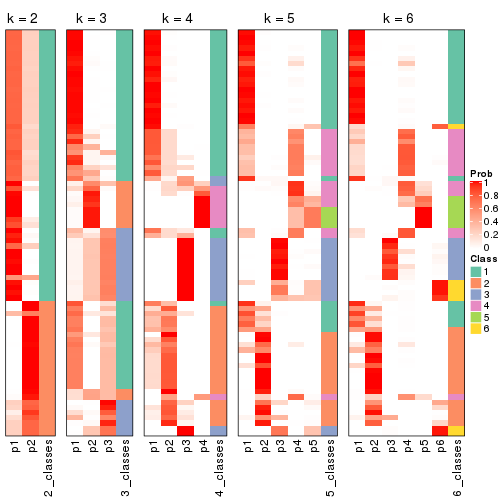 k = 2
k = 3
k = 4
k = 5
k = 6
Prob
1
0.8
0.6
0.4
0.2
0
Class
1
2
3
4
5
6
p1
p2
2_classes
p1
p2
p3
3_classes
p1
p2
p3
p4
4_classes
p1
p2
p3
p4
p5
5_classes
p1
p2
p3
p4
p5
p6
6_classes